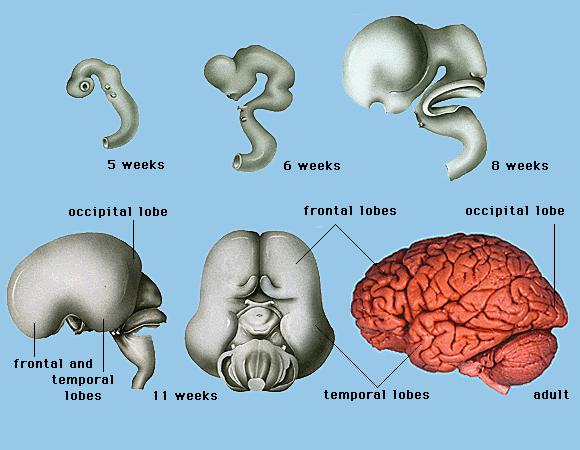 5 weeks
6 weeks
8 weeks
occipital lobe
frontal lobes
occipital lobe
frontal and
temporal
lobes
11 weeks
temporal lobes
adult